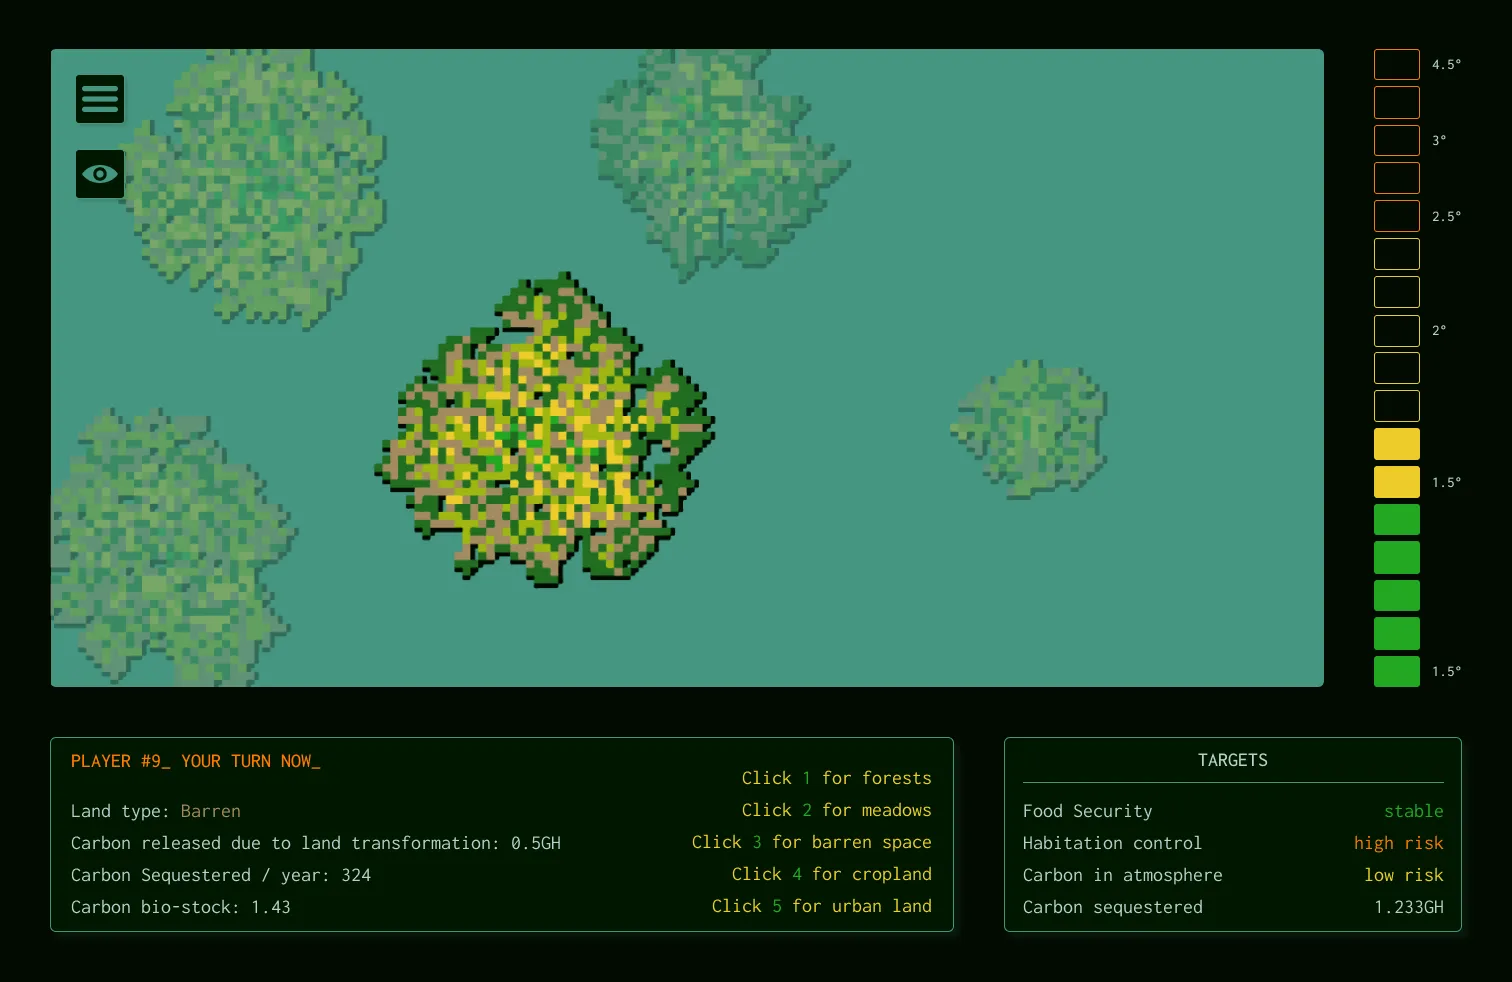 4.5°
3°
2.5°
2°
1.5°
1.5°
PLAYER #9_ YOUR TURN NOW_
Land type: Barren
Carbon released due to land transformation: 0.5GH
Carbon Sequestered / year: 324
Carbon bio-stock: 1.43
Click 1 for forests
Click 2 for meadows
Click 3 for barren space
Click 4 for cropland
Click 5 for urban land
TARGETS
Food Security stable
Habitation control high risk
Carbon in atmosphere low risk
Carbon sequestered 1.233GH